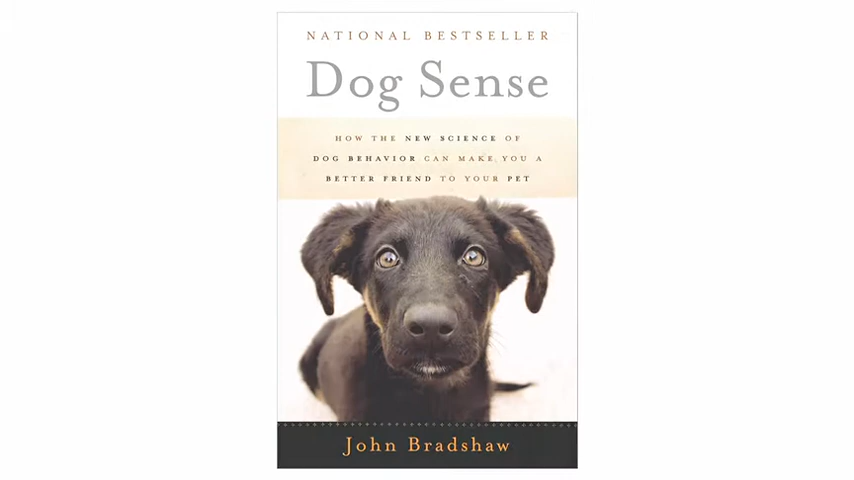 NATIONAL BESTSELLER
Dog Sense
HOW THE NEW SCIENCE OF
DOG BEHAVIOR CAN MAKE YOU A
BETTER FRIEND TO YOUR PET
John Bradshaw